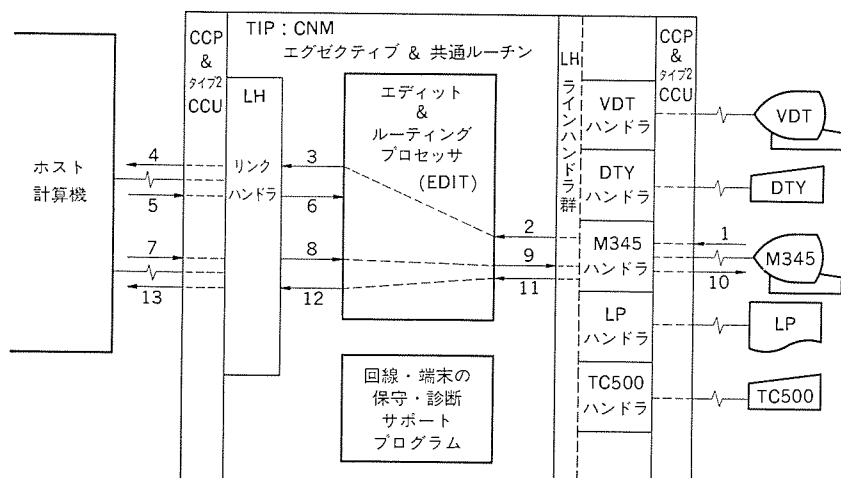 TIP : CNM
エグゼクティブ & 共通ルーチン
CCP
&
タイプ2
CCU
LH
リンク
ハンドラ
ホスト
計算機
4
5
7
13
3
6
8
12
エディット
&
ルーティング
プロセッサ
(EDIT)
回線・端末の
保守・診断
サポート
プログラム
2
9
11
LH
ラインハンドラ群
VDT
ハンドラ
DTY
ハンドラ
M345
ハンドラ
LP
ハンドラ
TC500
ハンドラ
CCP
&
タイプ2
CCU
1
10
VDT
DTY
M345
LP
TC500